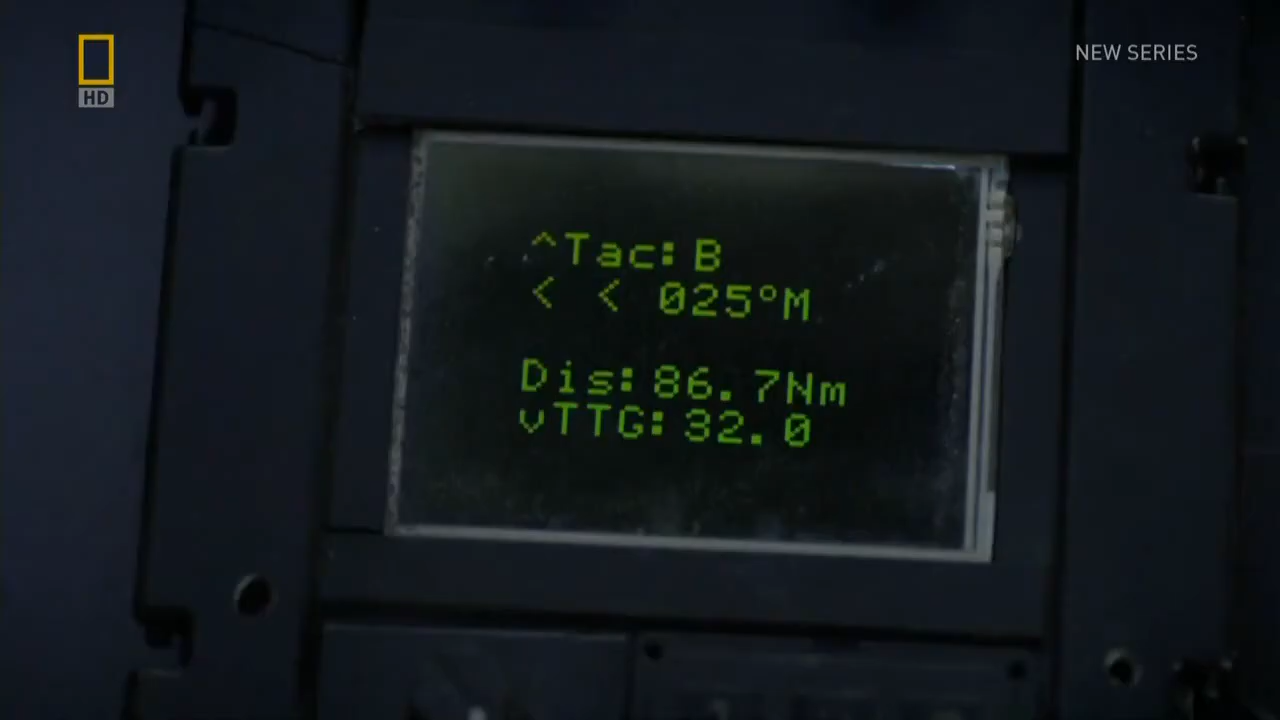 HD
NEW SERIES
^Tac:B
< < 025°M
Dis:86.7Nm
vTTG:32.0